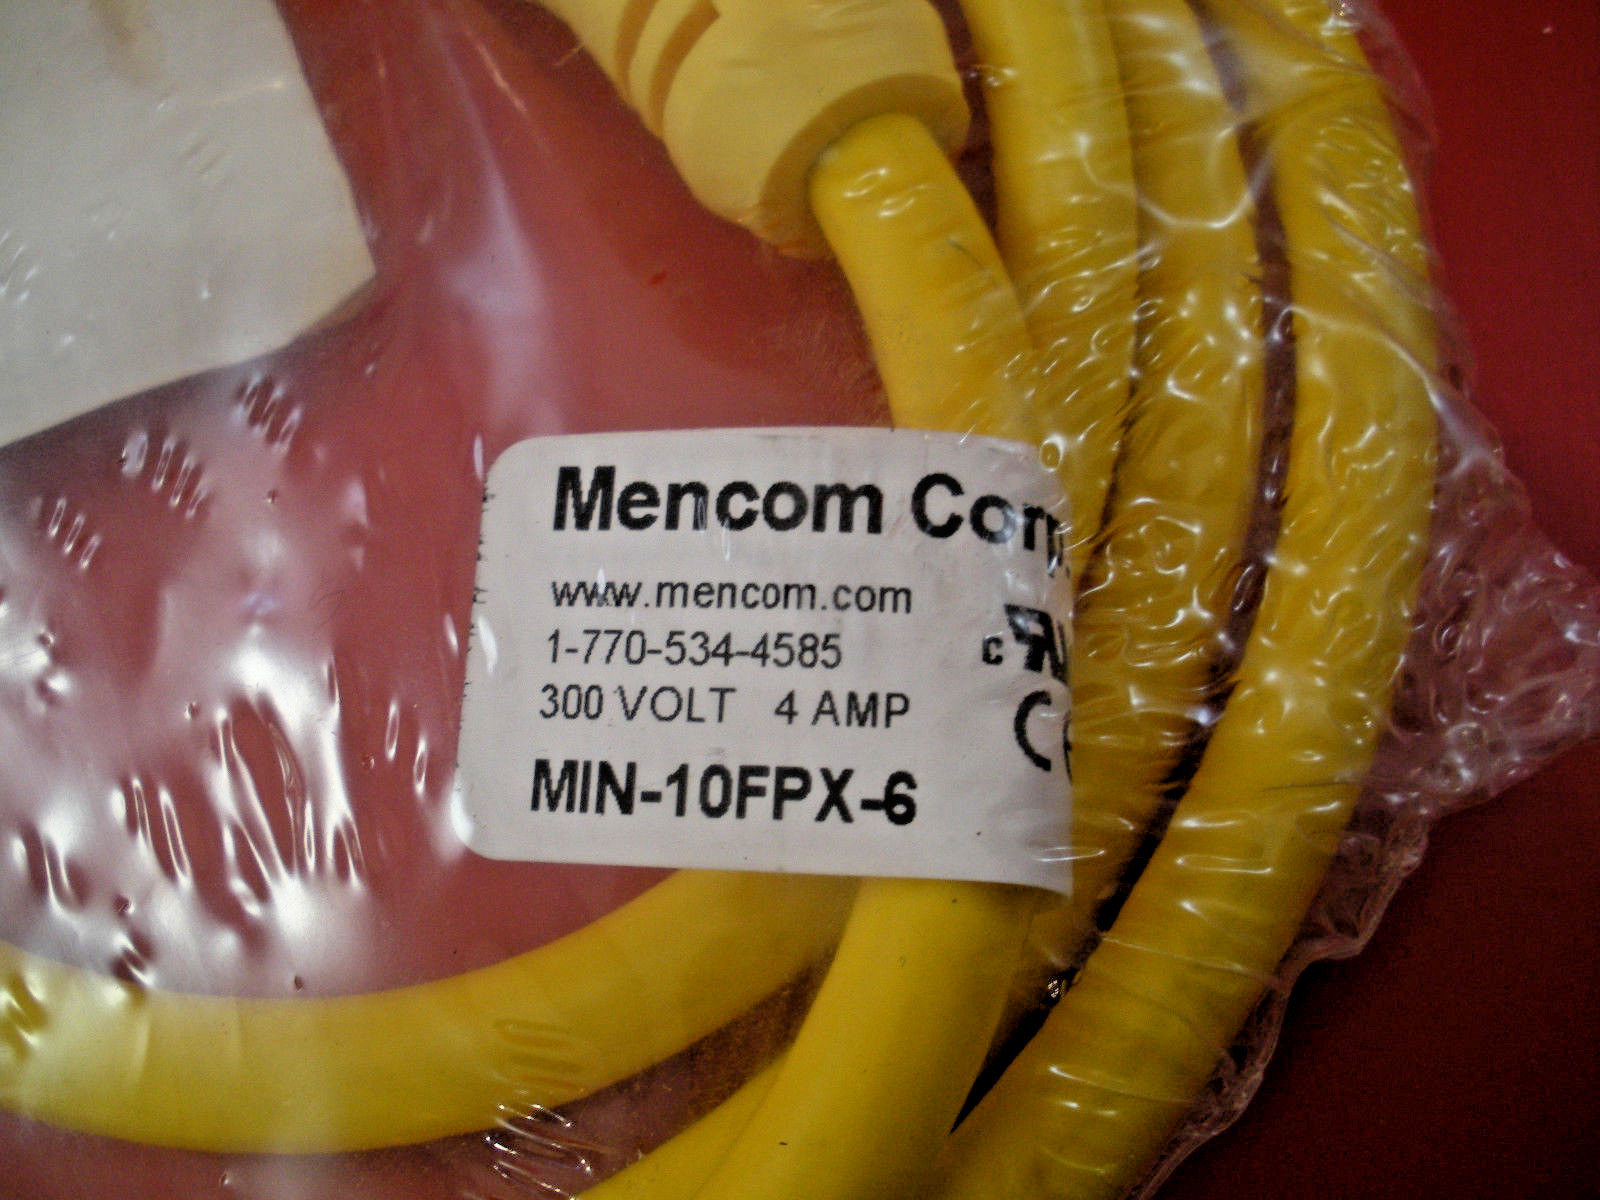 Mencom Corp.
www.mencom.com
1-770-534-4585
300 VOLT 4 AMP
MIN-10FPX-6